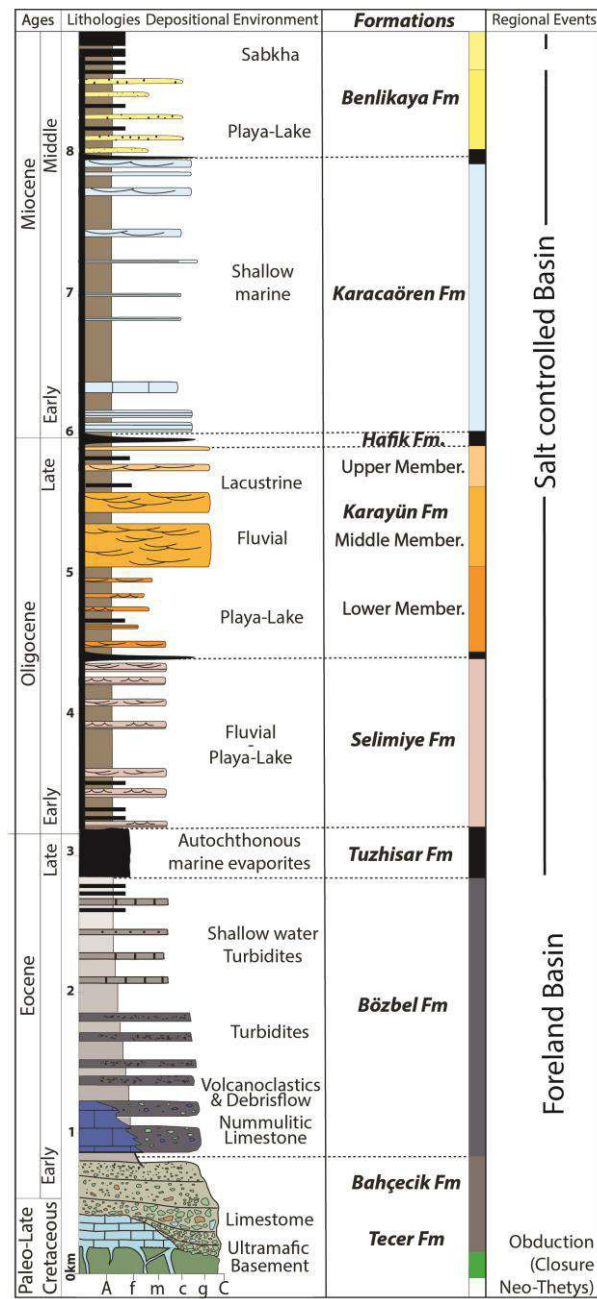 Ages Lithologies Depositional Environment Formations Regional Events
Miocene
Oligocene
Eocene
Paleo-Late
Cretaceous
Middle
Early
Late
Early
Late
Early
8
7
6
5
4
3
2
1
0km
Sabkha
Playa-Lake
Shallow
marine
Lacustrine
Fluvial
Playa-Lake
Fluvial
-
Playa-Lake
Autochthonous
marine evaporites
Shallow water
Turbidites
Turbidites
Volcanoclastics
& Debrisflow
Nummulitic
Limestone
Limestome
Ultramafic
Basement
A f m c g C
Benlikaya Fm
Karacaören Fm
Hafik Fm.
Upper Member.
Karayün Fm
Middle Member.
Lower Member.
Selimiye Fm
Tuzhisar Fm
Bözbel Fm
Bahçecik Fm
Tecer Fm
Salt controlled Basin
Foreland Basin
Obduction
(Closure
Neo-Thetys)